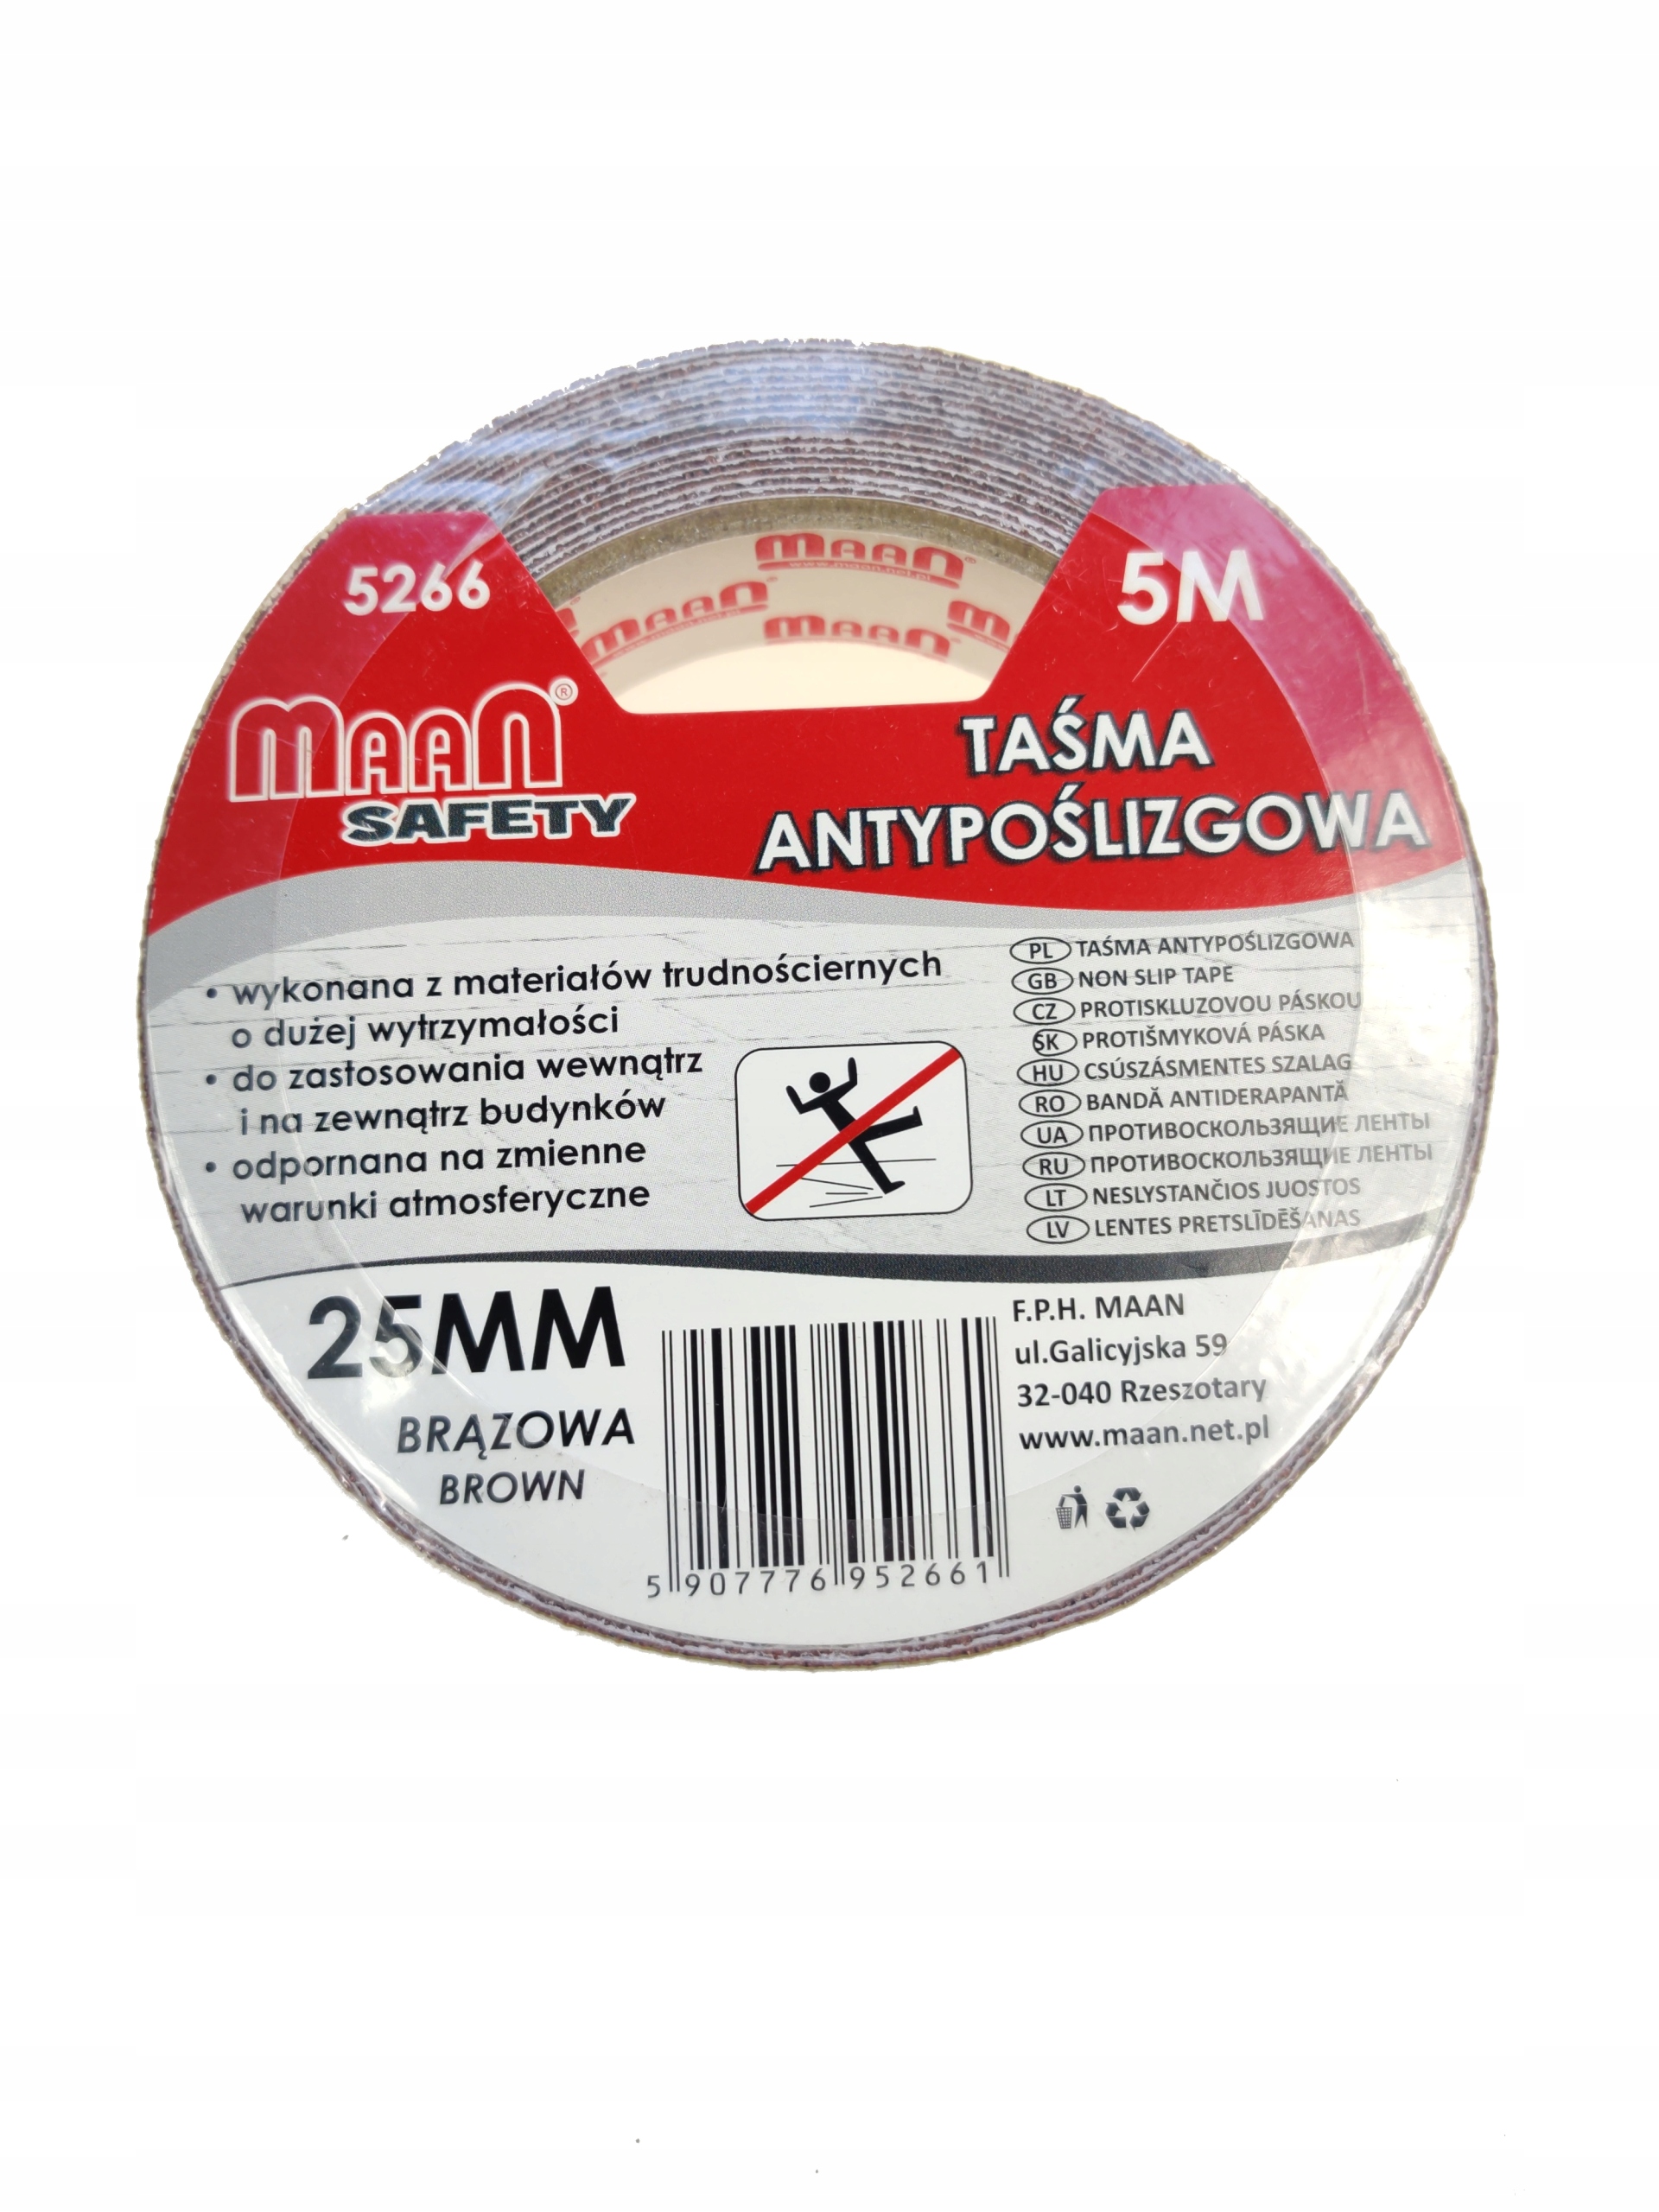 MAAN
www.maan.net.pl
MAAN
MAAN
5266
5M
MAAN®
SAFETY
TAŚMA
ANTYPOŚLIZGOWA
• wykonana z materiałów trudnościernych
o dużej wytrzymałości
• do zastosowania wewnątrz
i na zewnątrz budynków
• odpornana na zmienne
warunki atmosferyczne
PL TAŚMA ANTYPOŚLIZGOWA
GB NON SLIP TAPE
CZ PROTISKLUZOVOU PÁSKOU
SK PROTIŠMYKOVÁ PÁSKA
HU CSÚSZÁSMENTES SZALAG
RO BANDĂ ANTIDERAPANTĂ
UA ПРОТИВОСКОЛЬЗЯЩИЕ ЛЕНТЫ
RU ПРОТИВОСКОЛЬЗЯЩИЕ ЛЕНТЫ
LT NESLYSTANČIOS JUOSTOS
LV LENTES PRETSLĪDĒŠANAS
25MM
BRĄZOWA
BROWN
5 907776 952661
F.P.H. MAAN
ul.Galicyjska 59
32-040 Rzeszotary
www.maan.net.pl